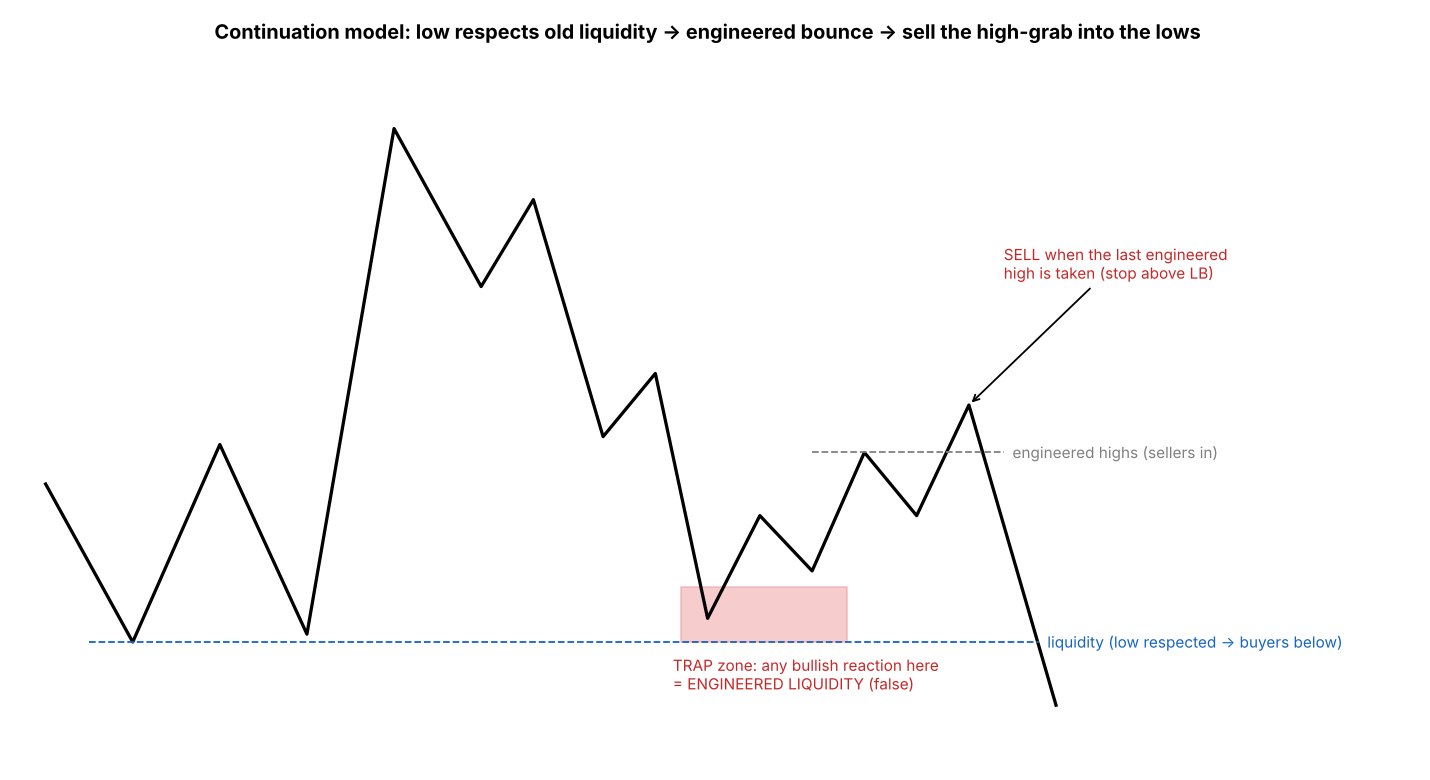 Continuation model: low respects old liquidity → engineered bounce → sell the high-grab into the lows
SELL when the last engineered
high is taken (stop above LB)
engineered highs (sellers in)
liquidity (low respected → buyers below)
TRAP zone: any bullish reaction here
= ENGINEERED LIQUIDITY (false)